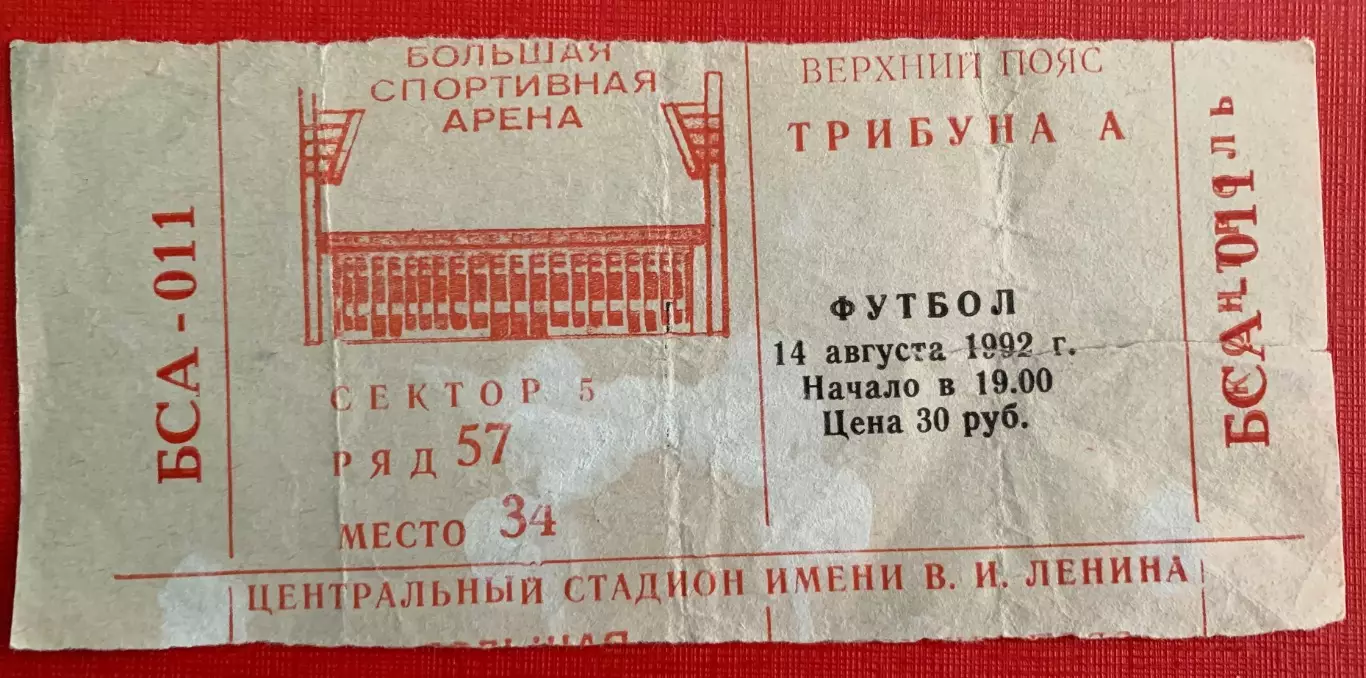 БСА-011
БОЛЬШАЯ
СПОРТИВНАЯ
АРЕНА
СЕКТОР 5
РЯД 57
МЕСТО 34
ВЕРХНИЙ ПОЯС
ТРИБУНА А
ФУТБОЛ
14 августа 1992 г.
Начало в 19.00
Цена 30 руб.
БСА-011
ЦЕНТРАЛЬНЫЙ СТАДИОН ИМЕНИ В. И. ЛЕНИНА
БОЛЬШАЯ